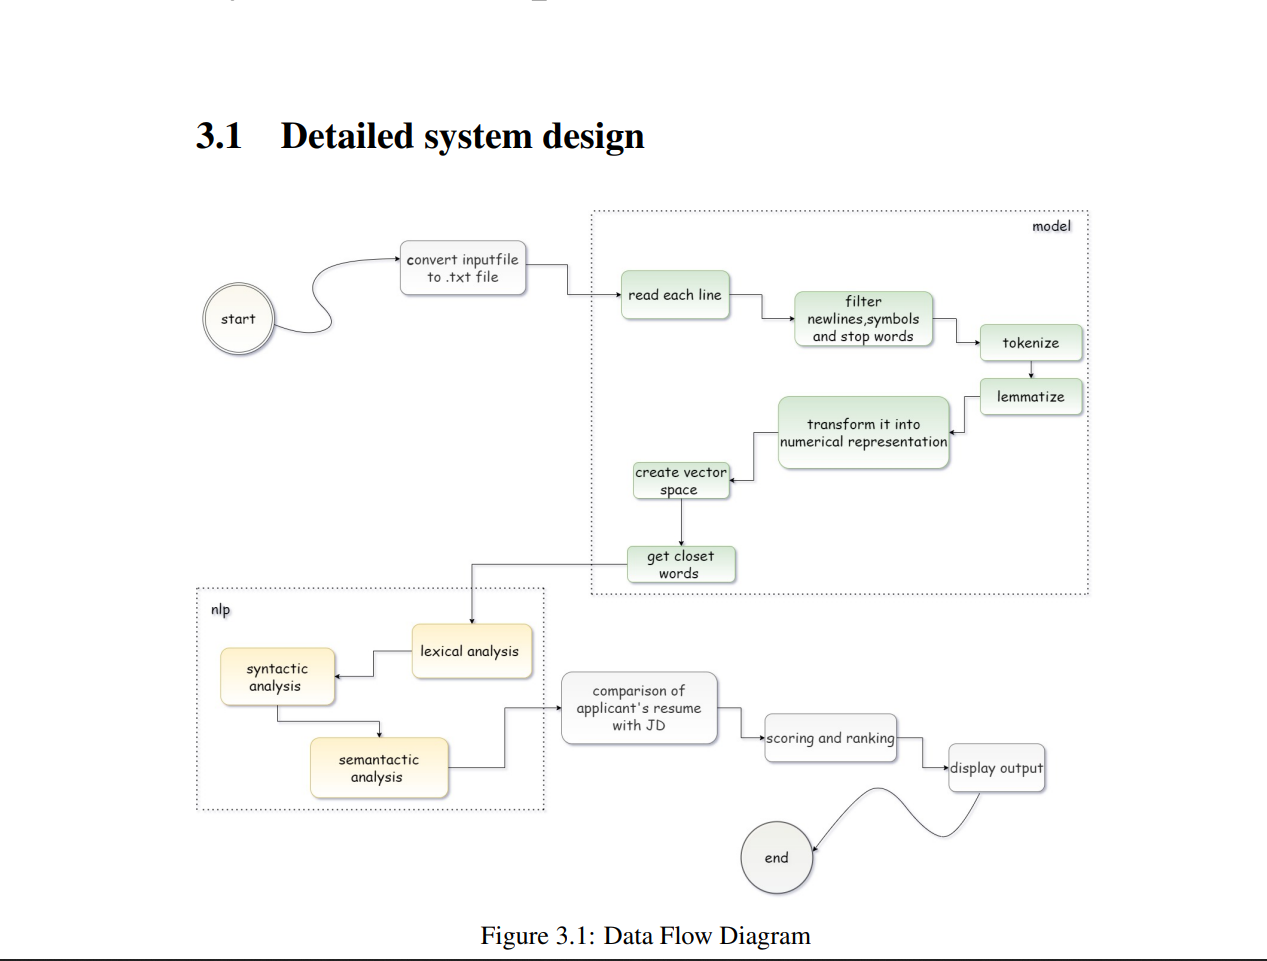 3.1 Detailed system design
model
convert inputfile
to .txt file
start
read each line
filter
newlines,symbols
and stop words
tokenize
lemmatize
transform it into
numerical representation
create vector
space
get closet
words
nlp
lexical analysis
syntactic
analysis
semantactic
analysis
comparison of
applicant's resume
with JD
scoring and ranking
display output
end
Figure 3.1: Data Flow Diagram